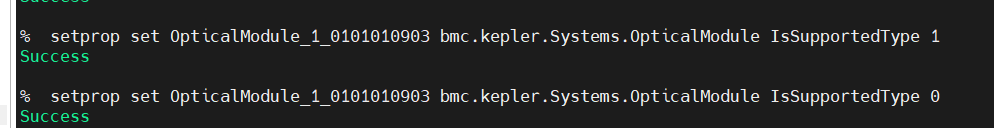 %  setprop set OpticalModule_1_0101010903 bmc.kepler.Systems.OpticalModule IsSupportedType 1
Success
%  setprop set OpticalModule_1_0101010903 bmc.kepler.Systems.OpticalModule IsSupportedType 0
Success